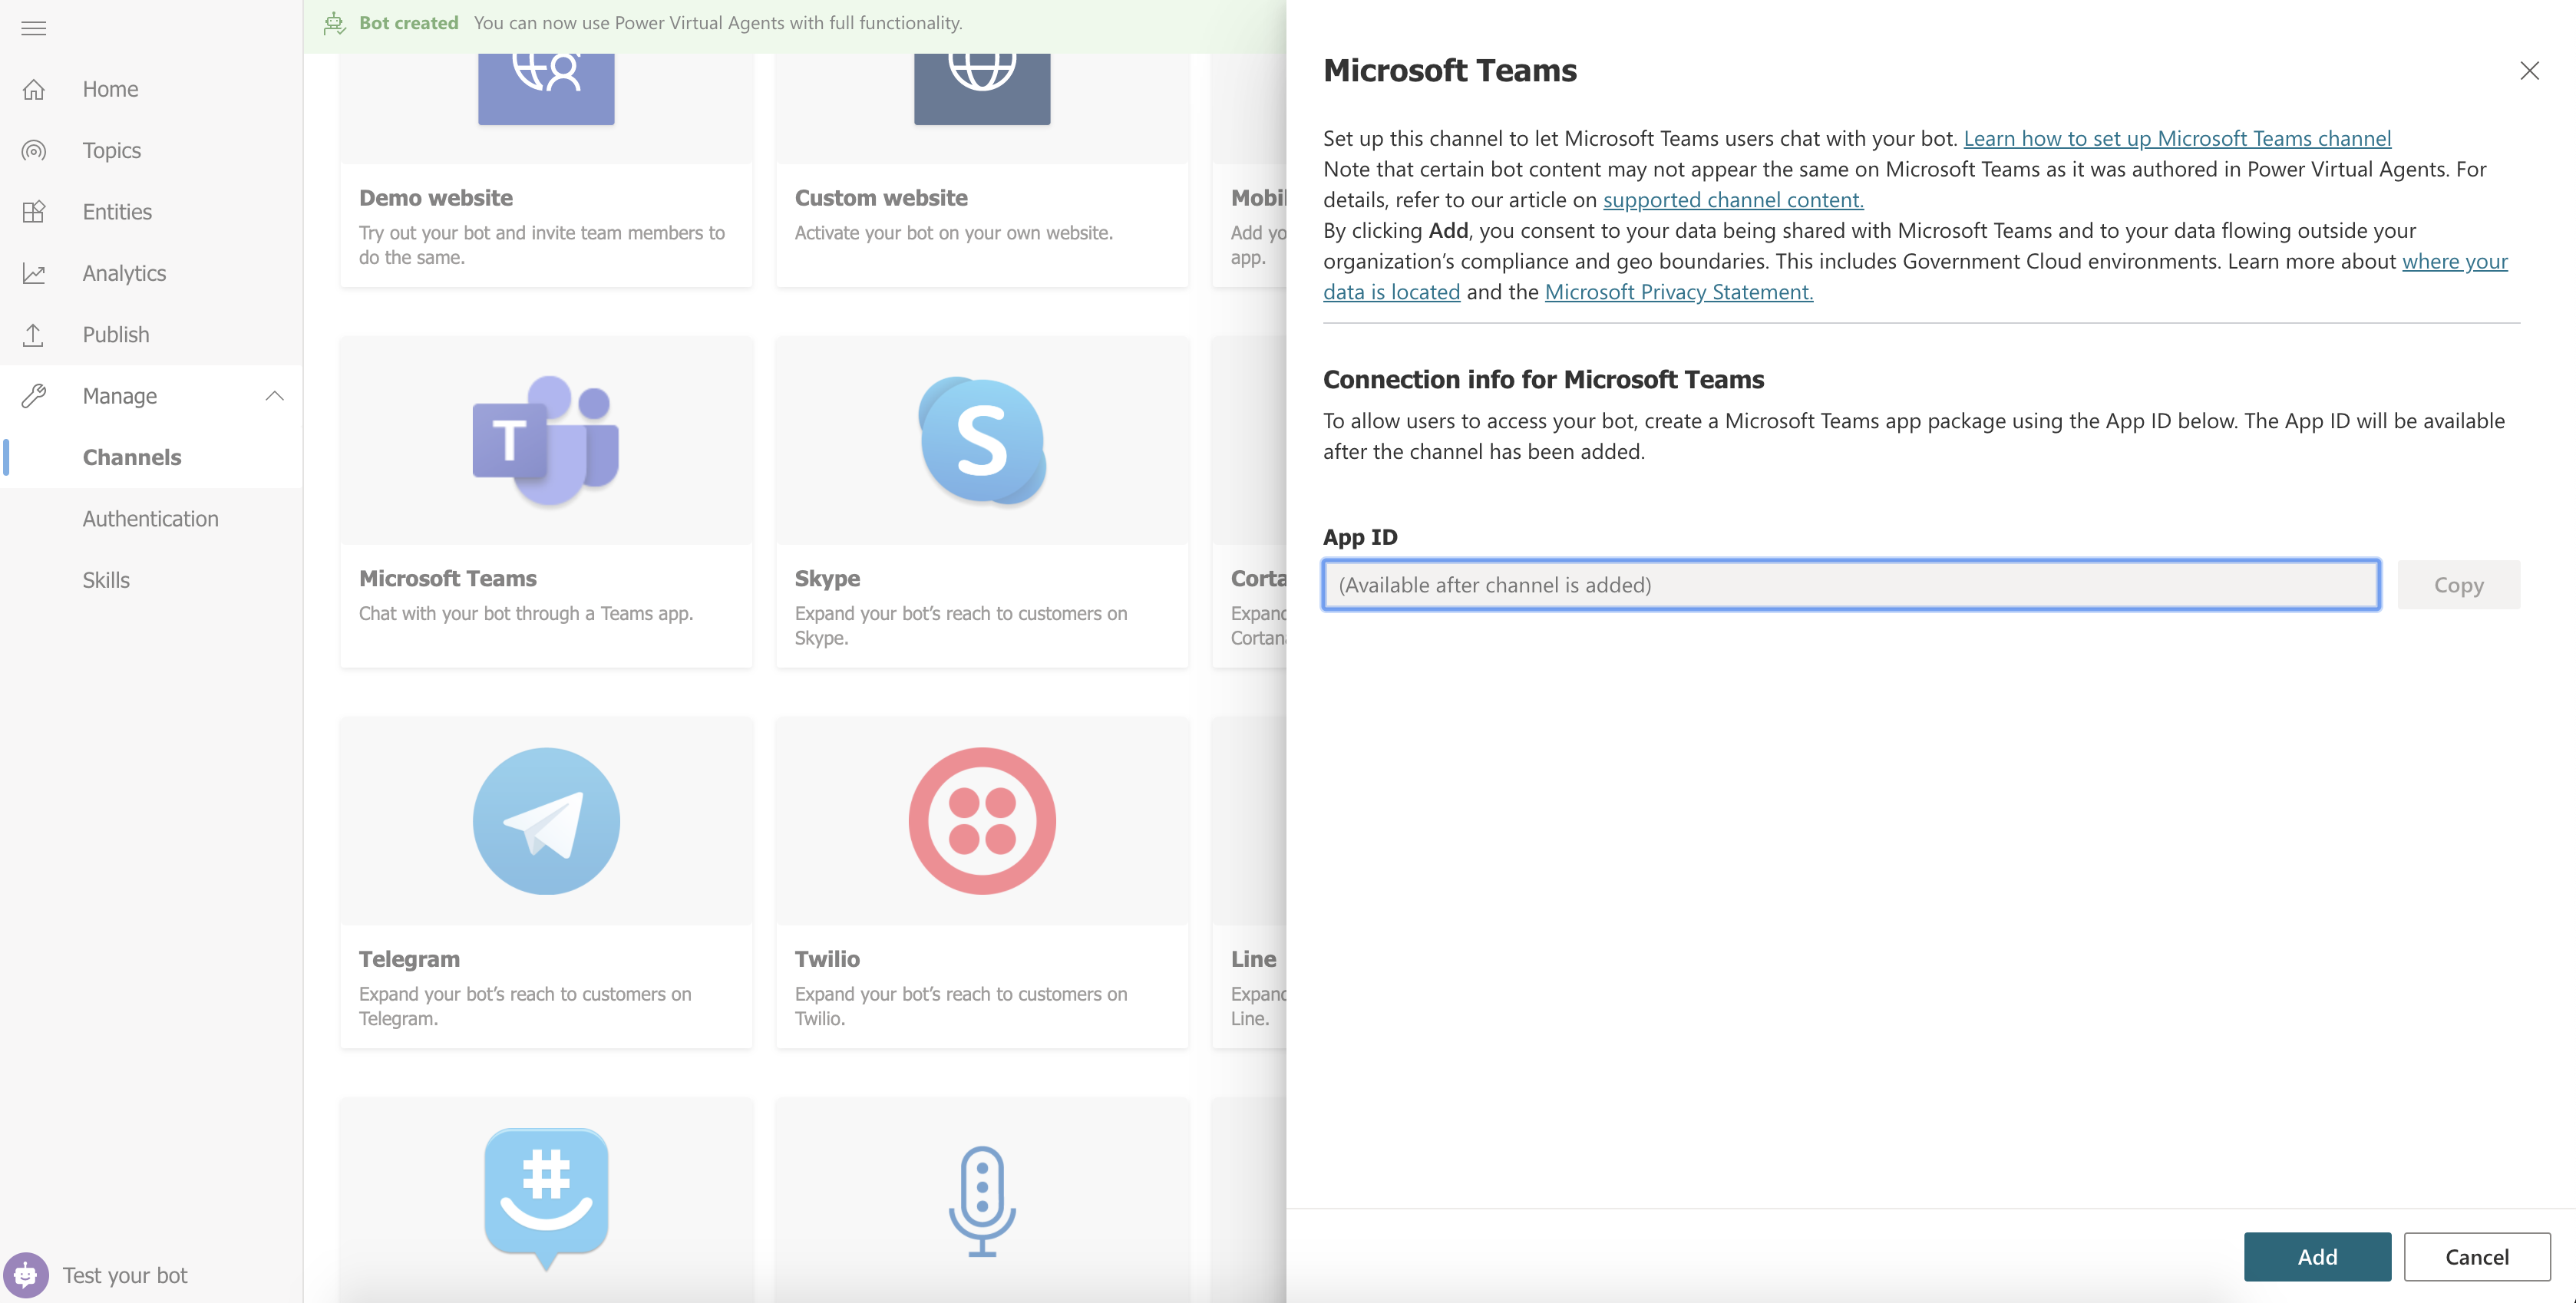 Bot created You can now use Power Virtual Agents with full functionality.
Home
Topics
Entities
Analytics
Publish
Manage
Channels
Authentication
Skills
Test your bot
Demo website
Try out your bot and invite team members to
do the same.
Custom website
Activate your bot on your own website.
Mobil
Add yo
app.
T
Microsoft Teams
Chat with your bot through a Teams app.
S
Skype
Expand your bot’s reach to customers on
Skype.
Corta
Expand
Cortan
Telegram
Expand your bot’s reach to customers on
Telegram.
Twilio
Expand your bot’s reach to customers on
Twilio.
Line
Expand
Line.
#
Microsoft Teams
Set up this channel to let Microsoft Teams users chat with your bot. Learn how to set up Microsoft Teams channel
Note that certain bot content may not appear the same on Microsoft Teams as it was authored in Power Virtual Agents. For
details, refer to our article on supported channel content.
By clicking Add, you consent to your data being shared with Microsoft Teams and to your data flowing outside your
organization’s compliance and geo boundaries. This includes Government Cloud environments. Learn more about where your
data is located and the Microsoft Privacy Statement.
Connection info for Microsoft Teams
To allow users to access your bot, create a Microsoft Teams app package using the App ID below. The App ID will be available
after the channel has been added.
App ID
(Available after channel is added)
Copy
Add
Cancel